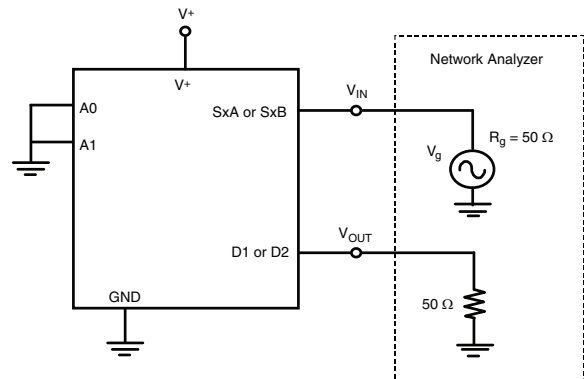 V+
Network Analyzer
V+
VIN
A0
SxA or SxB
Rg = 50 Ω
A1
Vg
VOUT
D1 or D2
GND
50 Ω